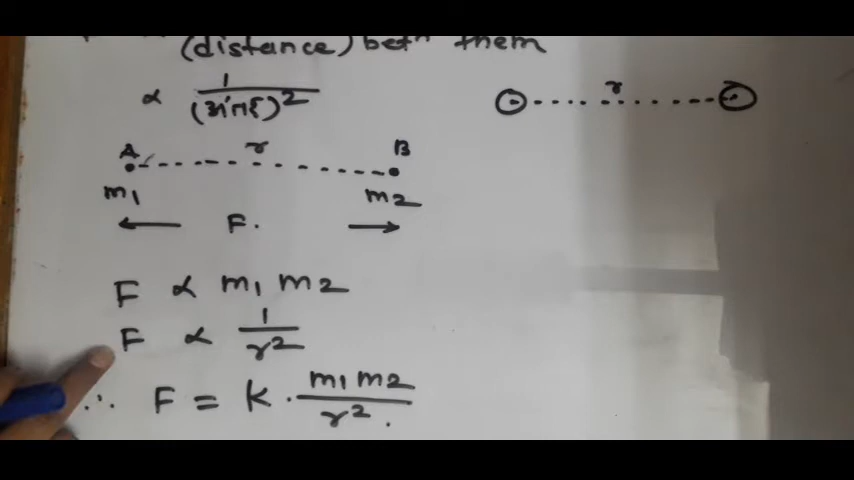 (distance) betn them
∝ 1/(अंतर)²
r
A r B
m1 m2
← F. →
F ∝ m1 m2
F ∝ 1/r²
∴ F = K · m1 m2/r².